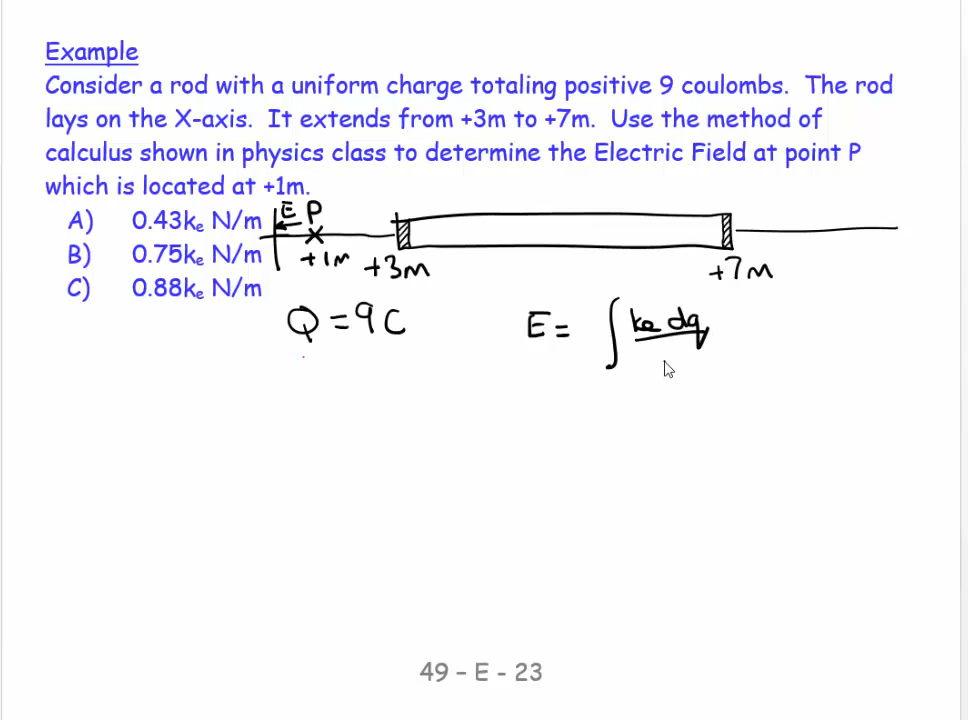 Example
Consider a rod with a uniform charge totaling positive 9 coulombs. The rod
lays on the X-axis. It extends from +3m to +7m. Use the method of
calculus shown in physics class to determine the Electric Field at point P
which is located at +1m.
A) 0.43kₑ N/m
B) 0.75kₑ N/m
C) 0.88kₑ N/m
E P
+1m +3m +7m
Q = 9C
E = ∫ ke dq
49 – E - 23